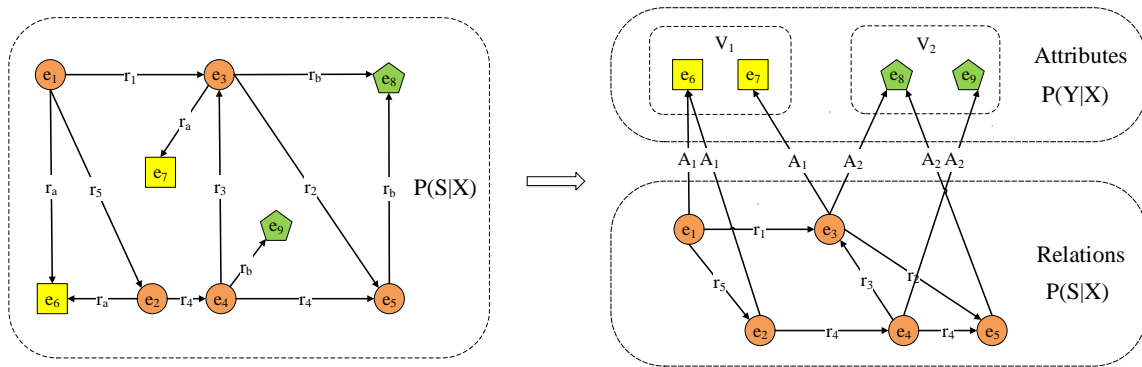 e1 r1 e3 rb e8
ra
e7
ra r5 r3 r2 rb
P(S|X)
e9
rb
e6 ra e2 r4 e4 r4 e5
V1 V2
e6 e7 e8 e9
Attributes
P(Y|X)
A1 A1 A1 A2 A2 A2
e1 r1 e3
Relations
P(S|X)
r5 r3 r2
e2 r4 e4 r4 e5